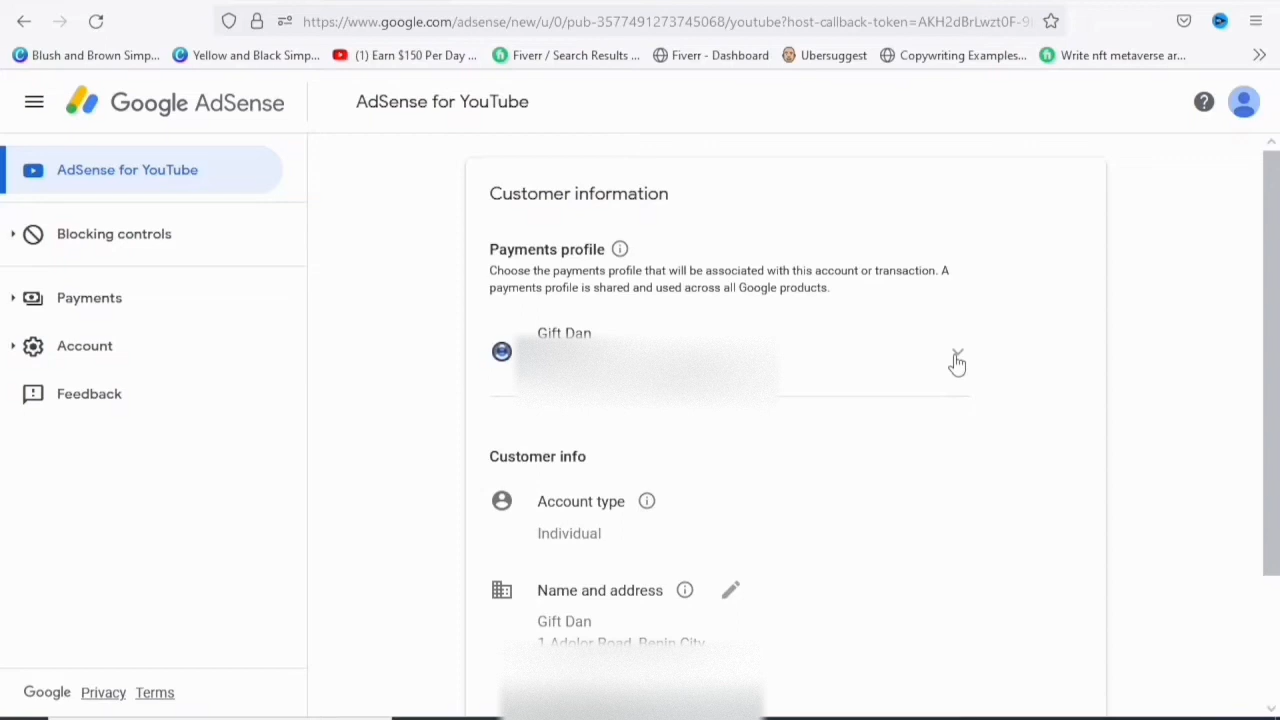 https://www.google.com/adsense/new/u/0/pub-3577491273745068/youtube?host-callback-token=AKH2dBrLwzt0F-9
Blush and Brown Simp...
Yellow and Black Simp...
(1) Earn $150 Per Day ...
Fiverr / Search Results ...
Fiverr - Dashboard
Ubersuggest
Copywriting Examples...
Write nft metaverse ar...
Google AdSense
AdSense for YouTube
AdSense for YouTube
Blocking controls
Payments
Account
Feedback
Google Privacy Terms
Customer information
Payments profile
Choose the payments profile that will be associated with this account or transaction. A
payments profile is shared and used across all Google products.
Gift Dan
Customer info
Account type
Individual
Name and address
Gift Dan
1 Adolor Road, Benin City